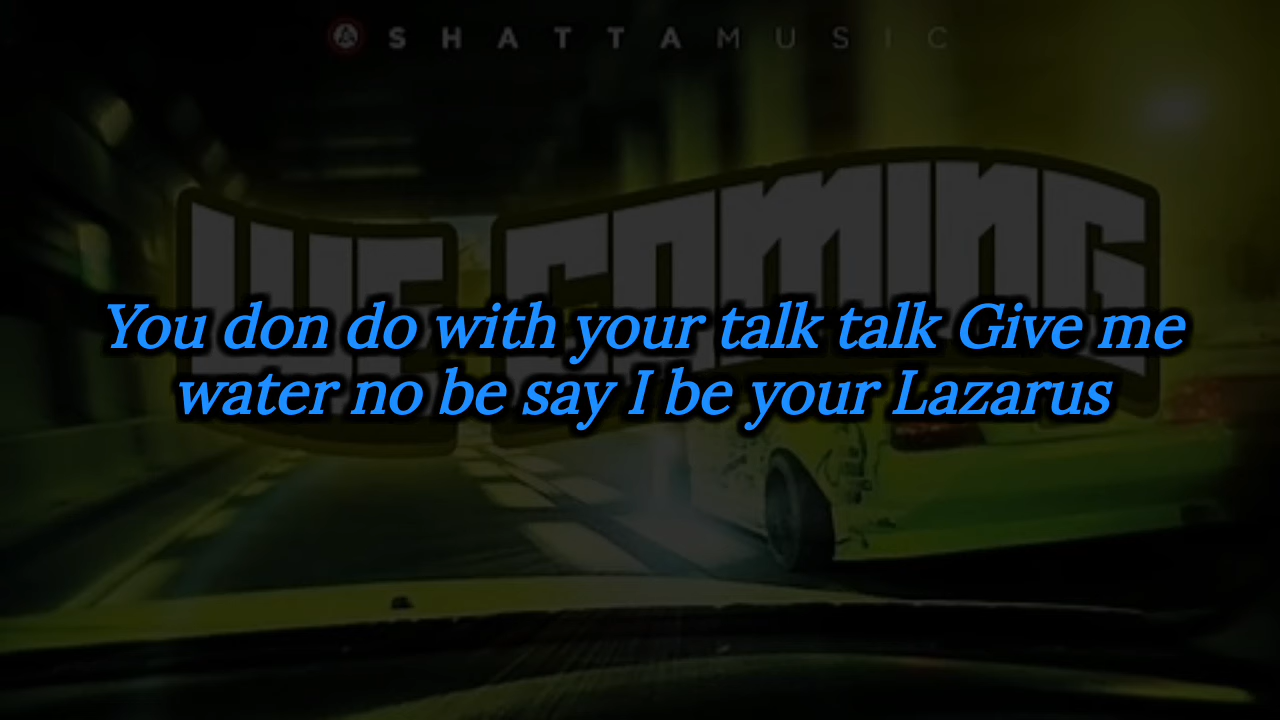 SHATTAMUSIC
WE COMING
You don do with your talk talk Give me
water no be say I be your Lazarus